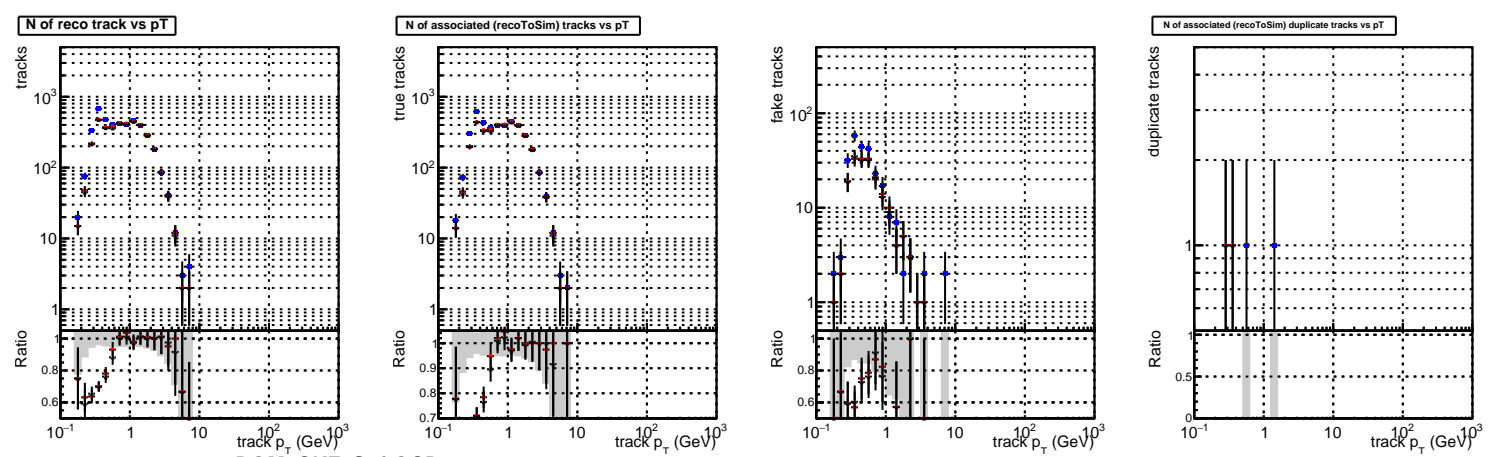 N of reco track vs pT
N of associated (recoToSim) tracks vs pT
N of associated (recoToSim) duplicate tracks vs pT
tracks
10³
10²
10
1
Ratio
1
0.8
0.6
10⁻¹ 1 10 10² 10³
track p_T (GeV)
true tracks
10³
10²
10
1
Ratio
1
0.9
0.8
0.7
10⁻¹ 1 10 10² 10³
track p_T (GeV)
fake tracks
10²
10
1
Ratio
1
0.8
0.6
10⁻¹ 1 10 10² 10³
track p_T (GeV)
duplicate tracks
1
Ratio
1
0.5
0
10⁻¹ 1 10 10² 10³
track p_T (GeV)